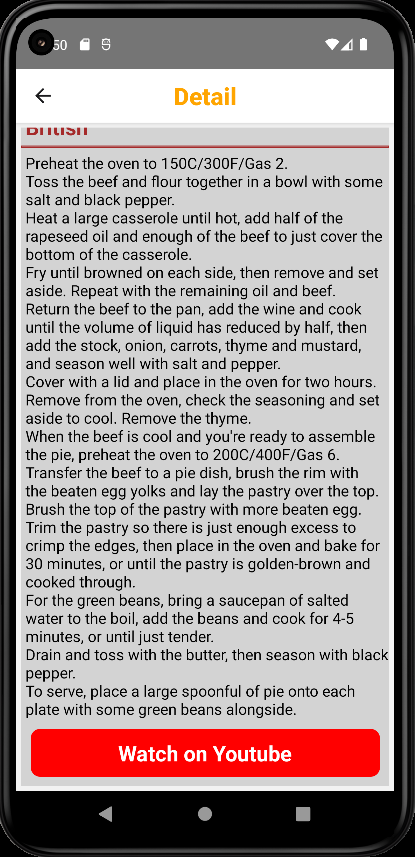 50
Detail
British
Preheat the oven to 150C/300F/Gas 2.
Toss the beef and flour together in a bowl with some
salt and black pepper.
Heat a large casserole until hot, add half of the
rapeseed oil and enough of the beef to just cover the
bottom of the casserole.
Fry until browned on each side, then remove and set
aside. Repeat with the remaining oil and beef.
Return the beef to the pan, add the wine and cook
until the volume of liquid has reduced by half, then
add the stock, onion, carrots, thyme and mustard,
and season well with salt and pepper.
Cover with a lid and place in the oven for two hours.
Remove from the oven, check the seasoning and set
aside to cool. Remove the thyme.
When the beef is cool and you're ready to assemble
the pie, preheat the oven to 200C/400F/Gas 6.
Transfer the beef to a pie dish, brush the rim with
the beaten egg yolks and lay the pastry over the top.
Brush the top of the pastry with more beaten egg.
Trim the pastry so there is just enough excess to
crimp the edges, then place in the oven and bake for
30 minutes, or until the pastry is golden-brown and
cooked through.
For the green beans, bring a saucepan of salted
water to the boil, add the beans and cook for 4-5
minutes, or until just tender.
Drain and toss with the butter, then season with black
pepper.
To serve, place a large spoonful of pie onto each
plate with some green beans alongside.
Watch on Youtube